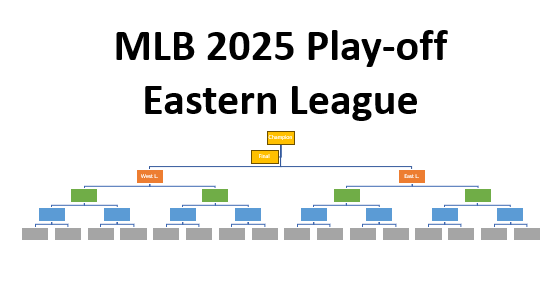 MLB 2025 Play-off
Eastern League
Champion
Final
West L.
East L.